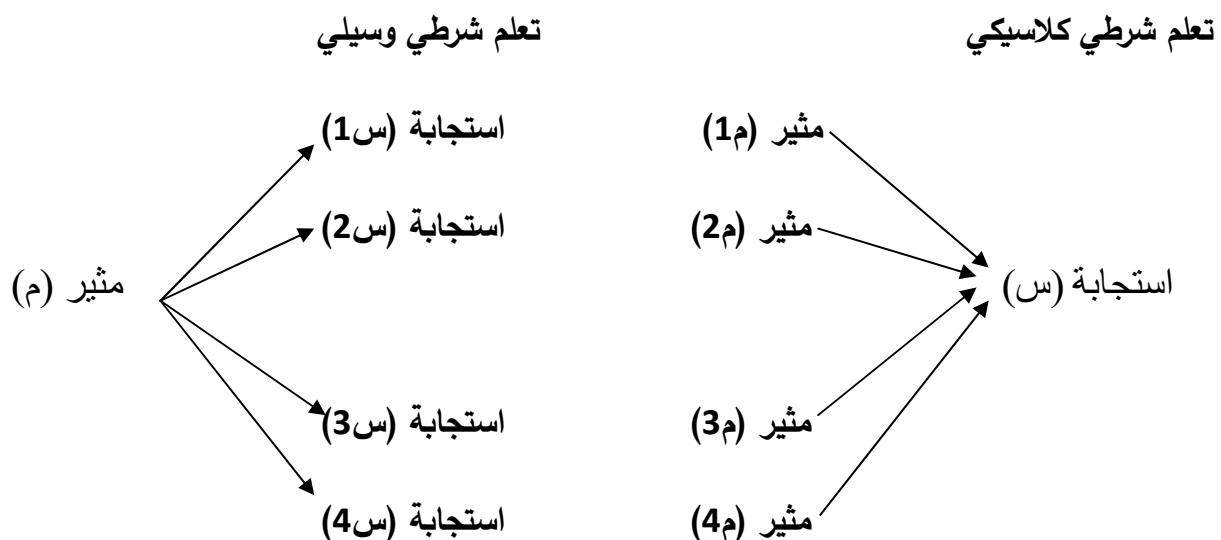 تعلم شرطي كلاسيكي
تعلم شرطي وسيلي
مثير (م1)
استجابة (س1)
مثير (م2)
استجابة (س2)
استجابة (س)
مثير (م)
مثير (م3)
استجابة (س3)
مثير (م4)
استجابة (س4)